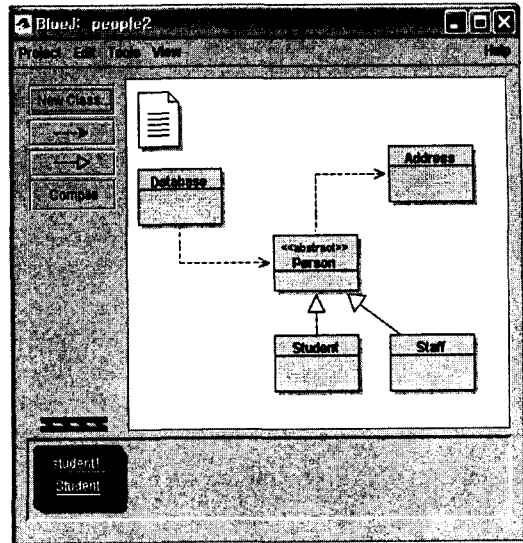 BlueJ: people2
Project Edit Tools View Help
New Class...
Compile
Database
Address
<<abstract>>
Person
Student
Staff
student1
Student